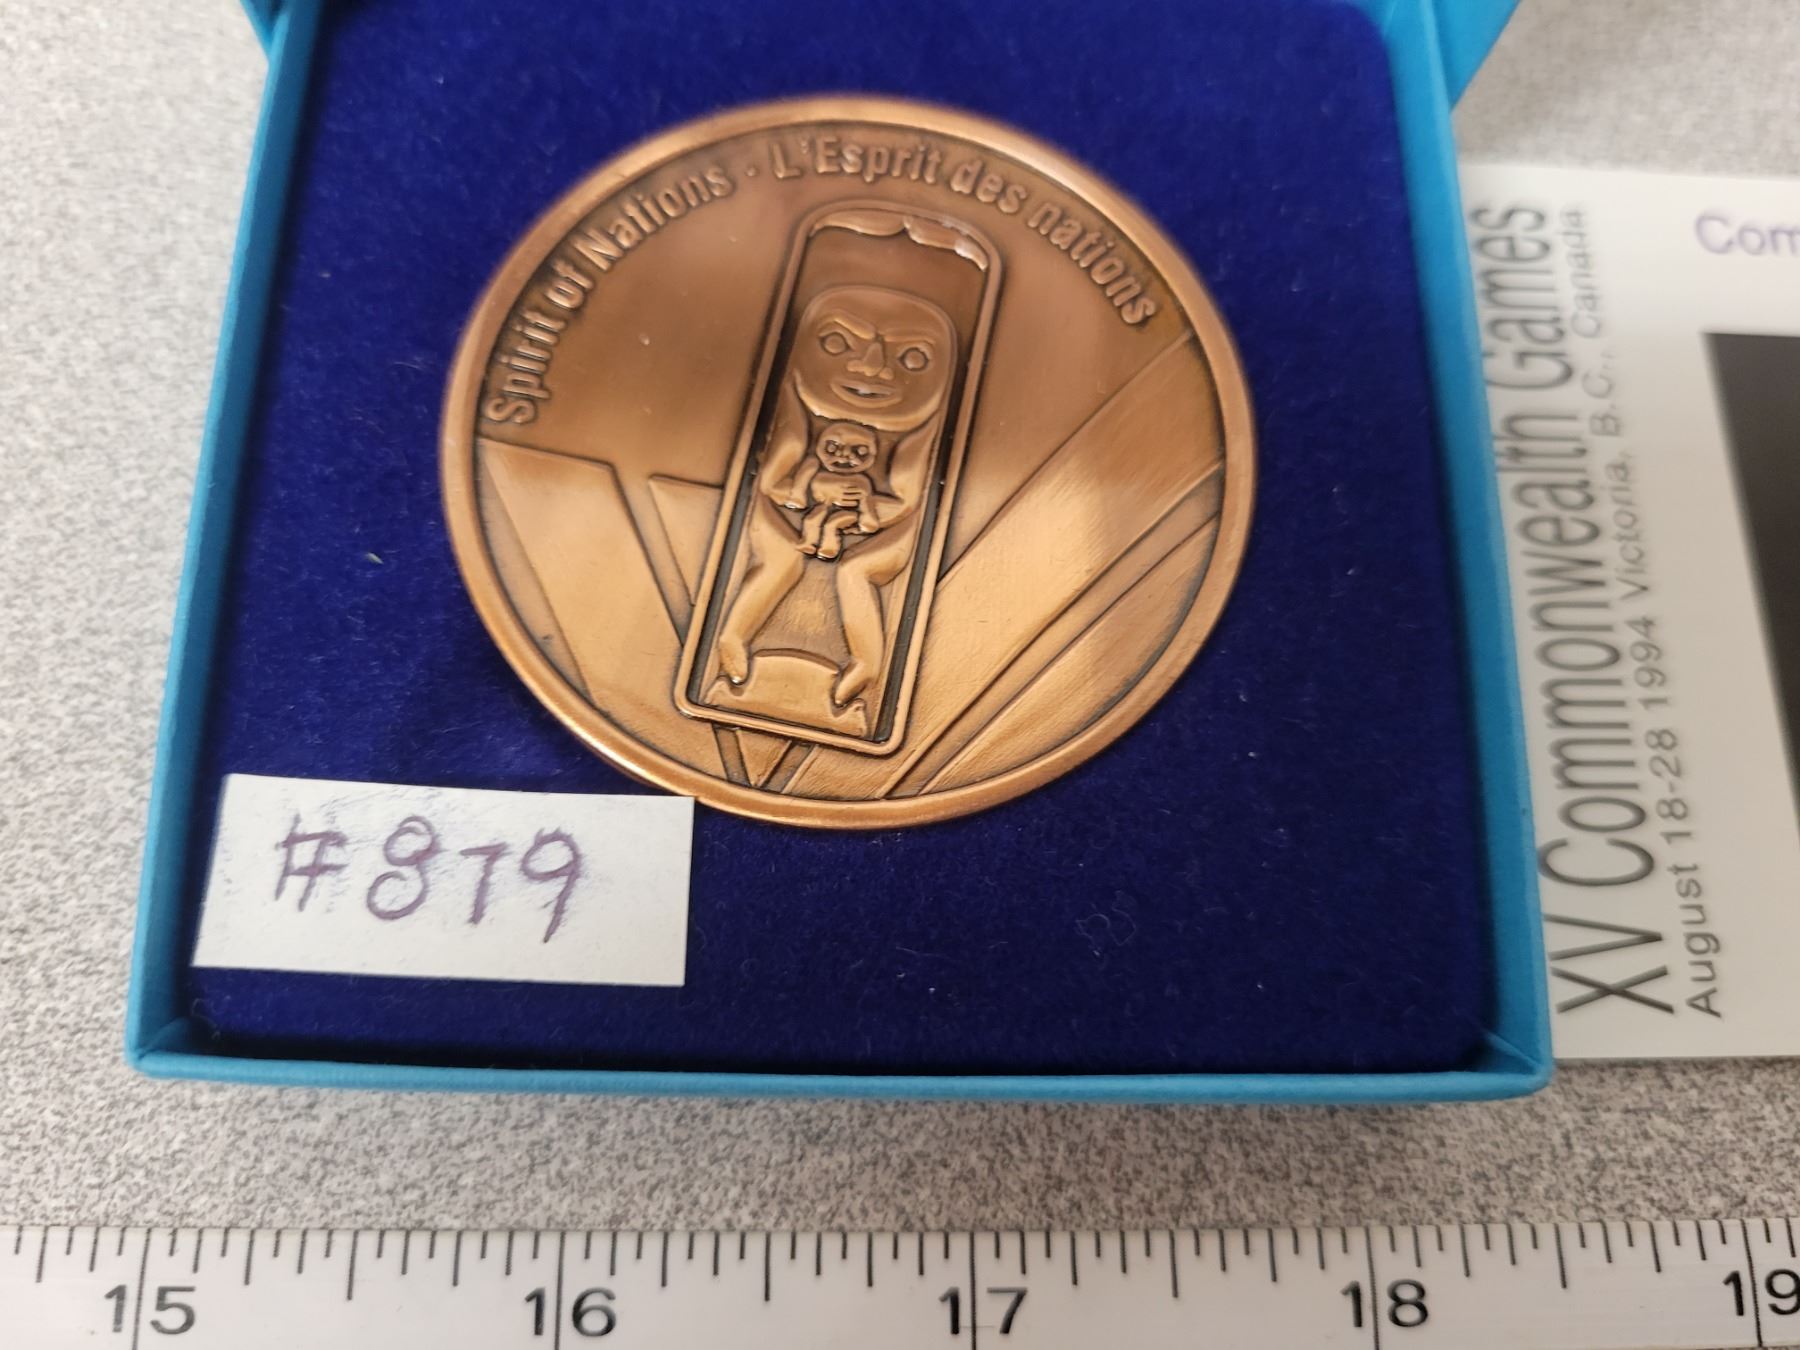 Spirit of Nations · L'Esprit des nations
#879
XV Commonwealth Games
August 18-28 1994 Victoria, B.C., Canada
15 16 17 18 19